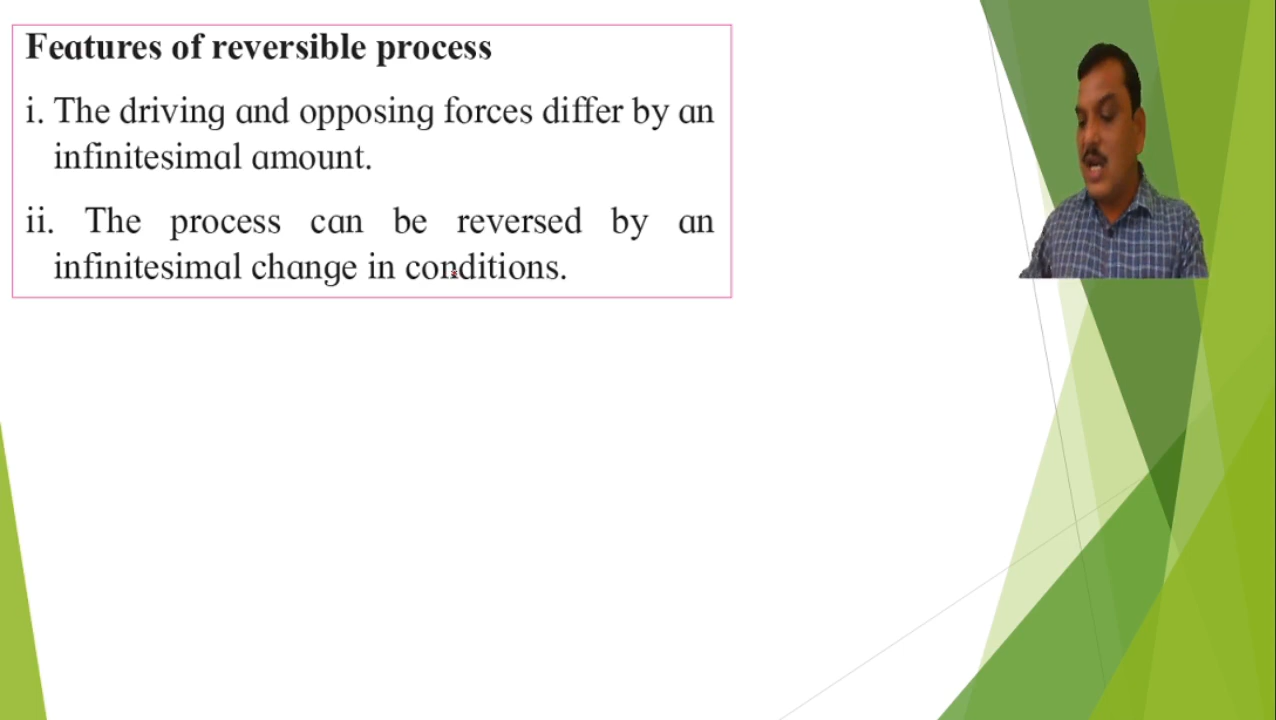 Features of reversible process
i. The driving and opposing forces differ by an
infinitesimal amount.
ii. The process can be reversed by an
infinitesimal change in conditions.